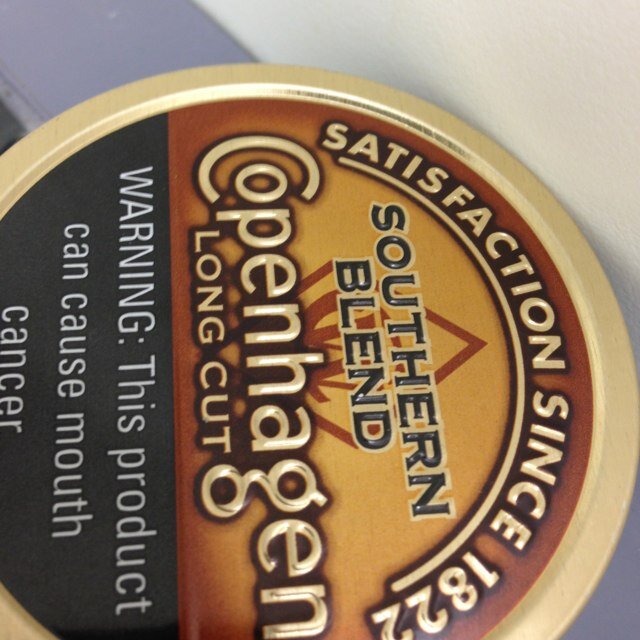 SATISFACTION SINCE 1822
SOUTHERN
BLEND
Copenhagen
LONG CUT
WARNING: This product
can cause mouth
cancer